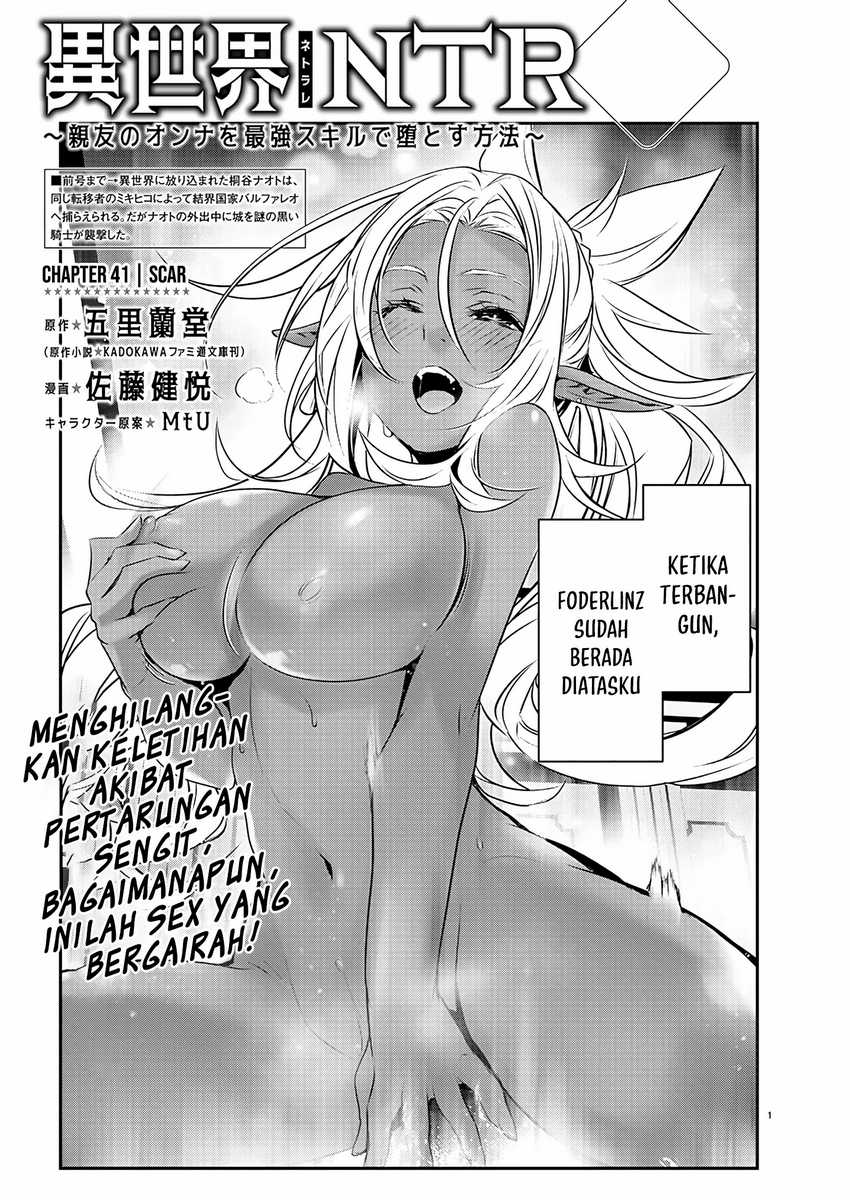 異世界NTR
ネトラレ
～親友のオンナを最強スキルで堕とす方法～
■前号まで→異世界に放り込まれた桐谷ナオトは、
同じ転移者のミキヒコによって結界国家バルファレオ
へ捕らえられる。だがナオトの外出中に城を謎の黒い
騎士が襲撃した。
CHAPTER 41 | SCAR
★★★★★★★★★★★★★★★
原作★五里蘭堂
(原作小説★KADOKAWAファミ通文庫刊)
漫画★佐藤健悦
キャラクター原案★MtU
KETIKA
TERBAN-
GUN,
FODERLINZ
SUDAH
BERADA
DIATASKU
MENGHILANG-
KAN KELETIHAN
AKIBAT
PERTARUNGAN
SENGIT,
BAGAIMANAPUN,
INILAH SEX YANG
BERGAIRAH!
1